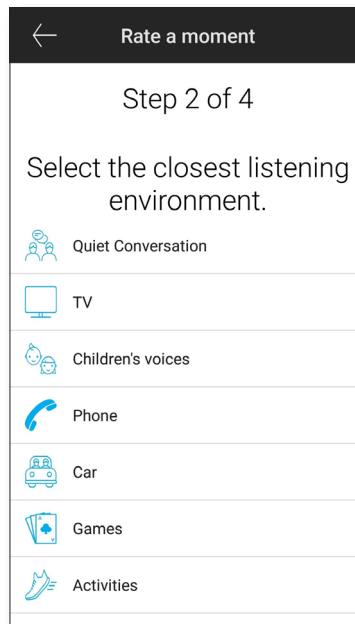 Rate a moment
Step 2 of 4
Select the closest listening
environment.
Quiet Conversation
TV
Children's voices
Phone
Car
Games
Activities